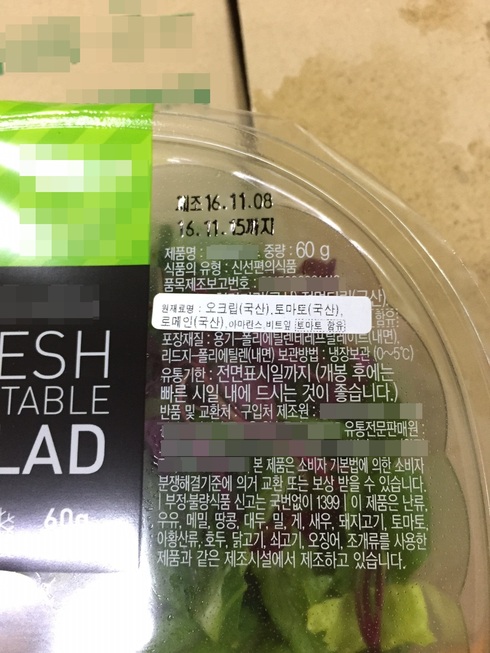 제조 16.11.08
16.11.15까지
제품명 : 중량 : 60 g
식품의 유형 : 신선편의식품
품목제조보고번호 :
원재료명 : 오크립(국산), 토마토(국산),
로메인(국산), 아마란스, 비트잎 [토마토 함유]
포장재질 : 용기-폴리에틸렌테레프탈레이트(내면),
리드지-폴리에틸렌(내면) 보관방법 : 냉장보관 (0~5℃)
유통기한 : 전면표시일까지 (개봉 후에는
빠른 시일 내에 드시는 것이 좋습니다.)
반품 및 교환처 : 구입처 제조원 :
유통전문판매원 :
본 제품은 소비자 기본법에 의한 소비자
분쟁해결기준에 의거 교환 또는 보상 받을 수 있습니다.
부정·불량식품 신고는 국번없이 1399 | 이 제품은 난류,
우유, 메밀, 땅콩, 대두, 밀, 게, 새우, 돼지고기, 토마토,
아황산류, 호두, 닭고기, 쇠고기, 오징어, 조개류를 사용한
제품과 같은 제조시설에서 제조하고 있습니다.
ESH
TABLE
LAD
60g